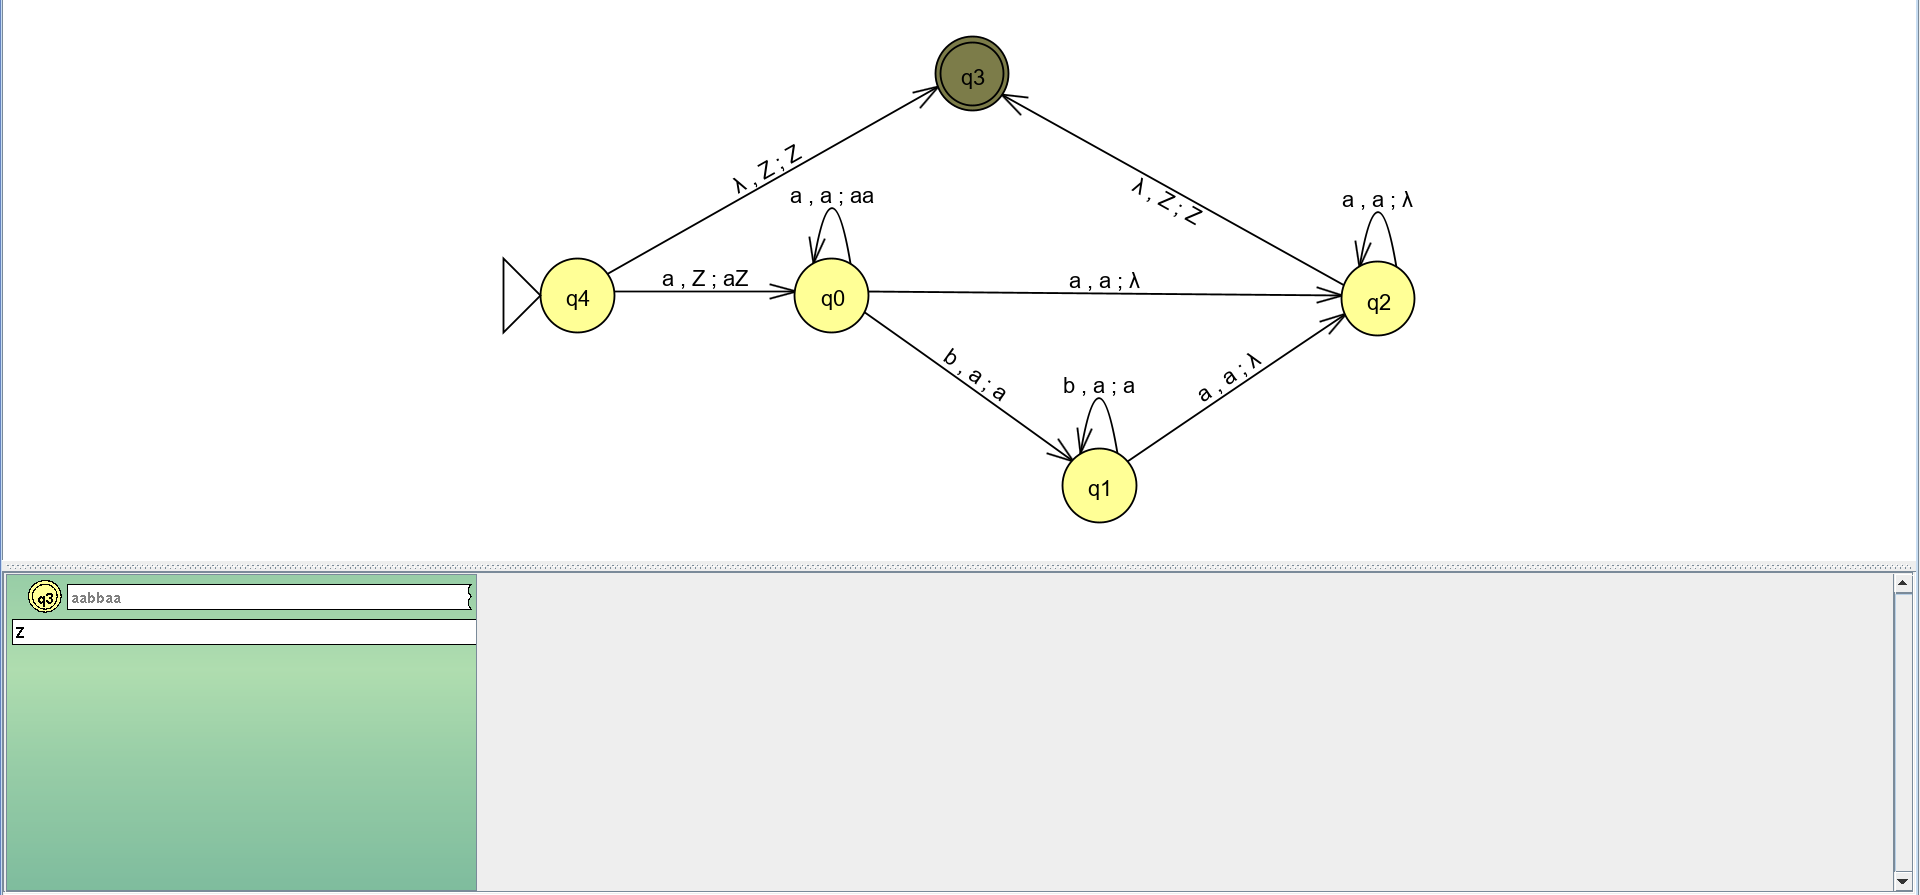 q3
λ , Z ; Z
λ , Z ; Z
a , a ; aa
a , a ; λ
q4
a , Z ; aZ
q0
a , a ; λ
q2
b , a ; a
b , a ; a
a , a ; λ
q1
q3 aabbaa
Z